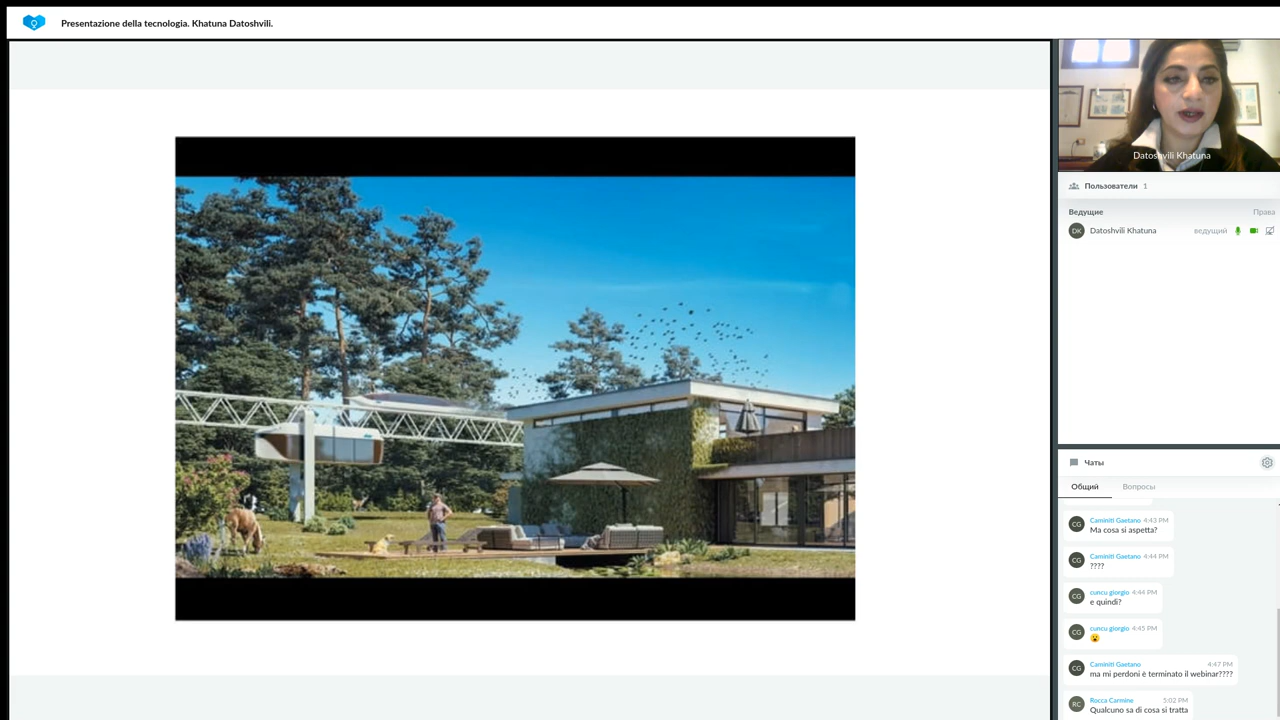 Presentazione della tecnologia. Khatuna Datoshvili.
Datoshvili Khatuna
Пользователи 1
Ведущие Права
DK Datoshvili Khatuna ведущий
Чаты
Общий Вопросы
CG Caminiti Gaetano 4:43 PM
Ma cosa si aspetta?
CG Caminiti Gaetano 4:44 PM
????
CG cuncu giorgio 4:44 PM
e quindi?
CG cuncu giorgio 4:45 PM
😮
CG Caminiti Gaetano 4:47 PM
ma mi perdoni è terminato il webinar????
RC Rocca Carmine 5:02 PM
Qualcuno sa di cosa si tratta